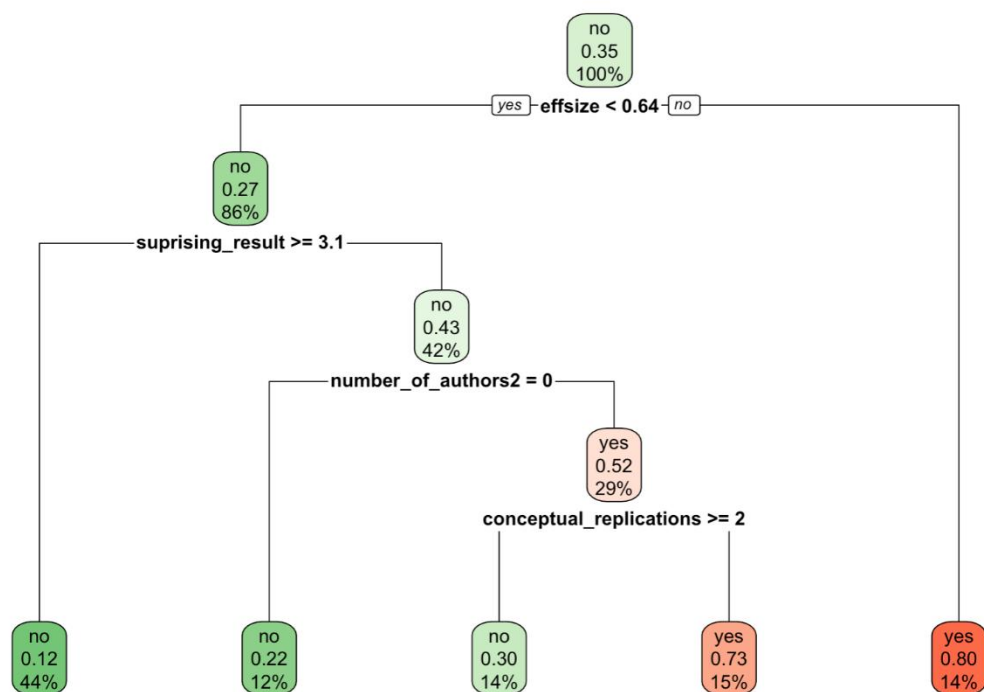 no
0.35
100%
yes effsize < 0.64 no
no
0.27
86%
suprising_result >= 3.1
no
0.43
42%
number_of_authors2 = 0
yes
0.52
29%
conceptual_replications >= 2
no
0.12
44%
no
0.22
12%
no
0.30
14%
yes
0.73
15%
yes
0.80
14%